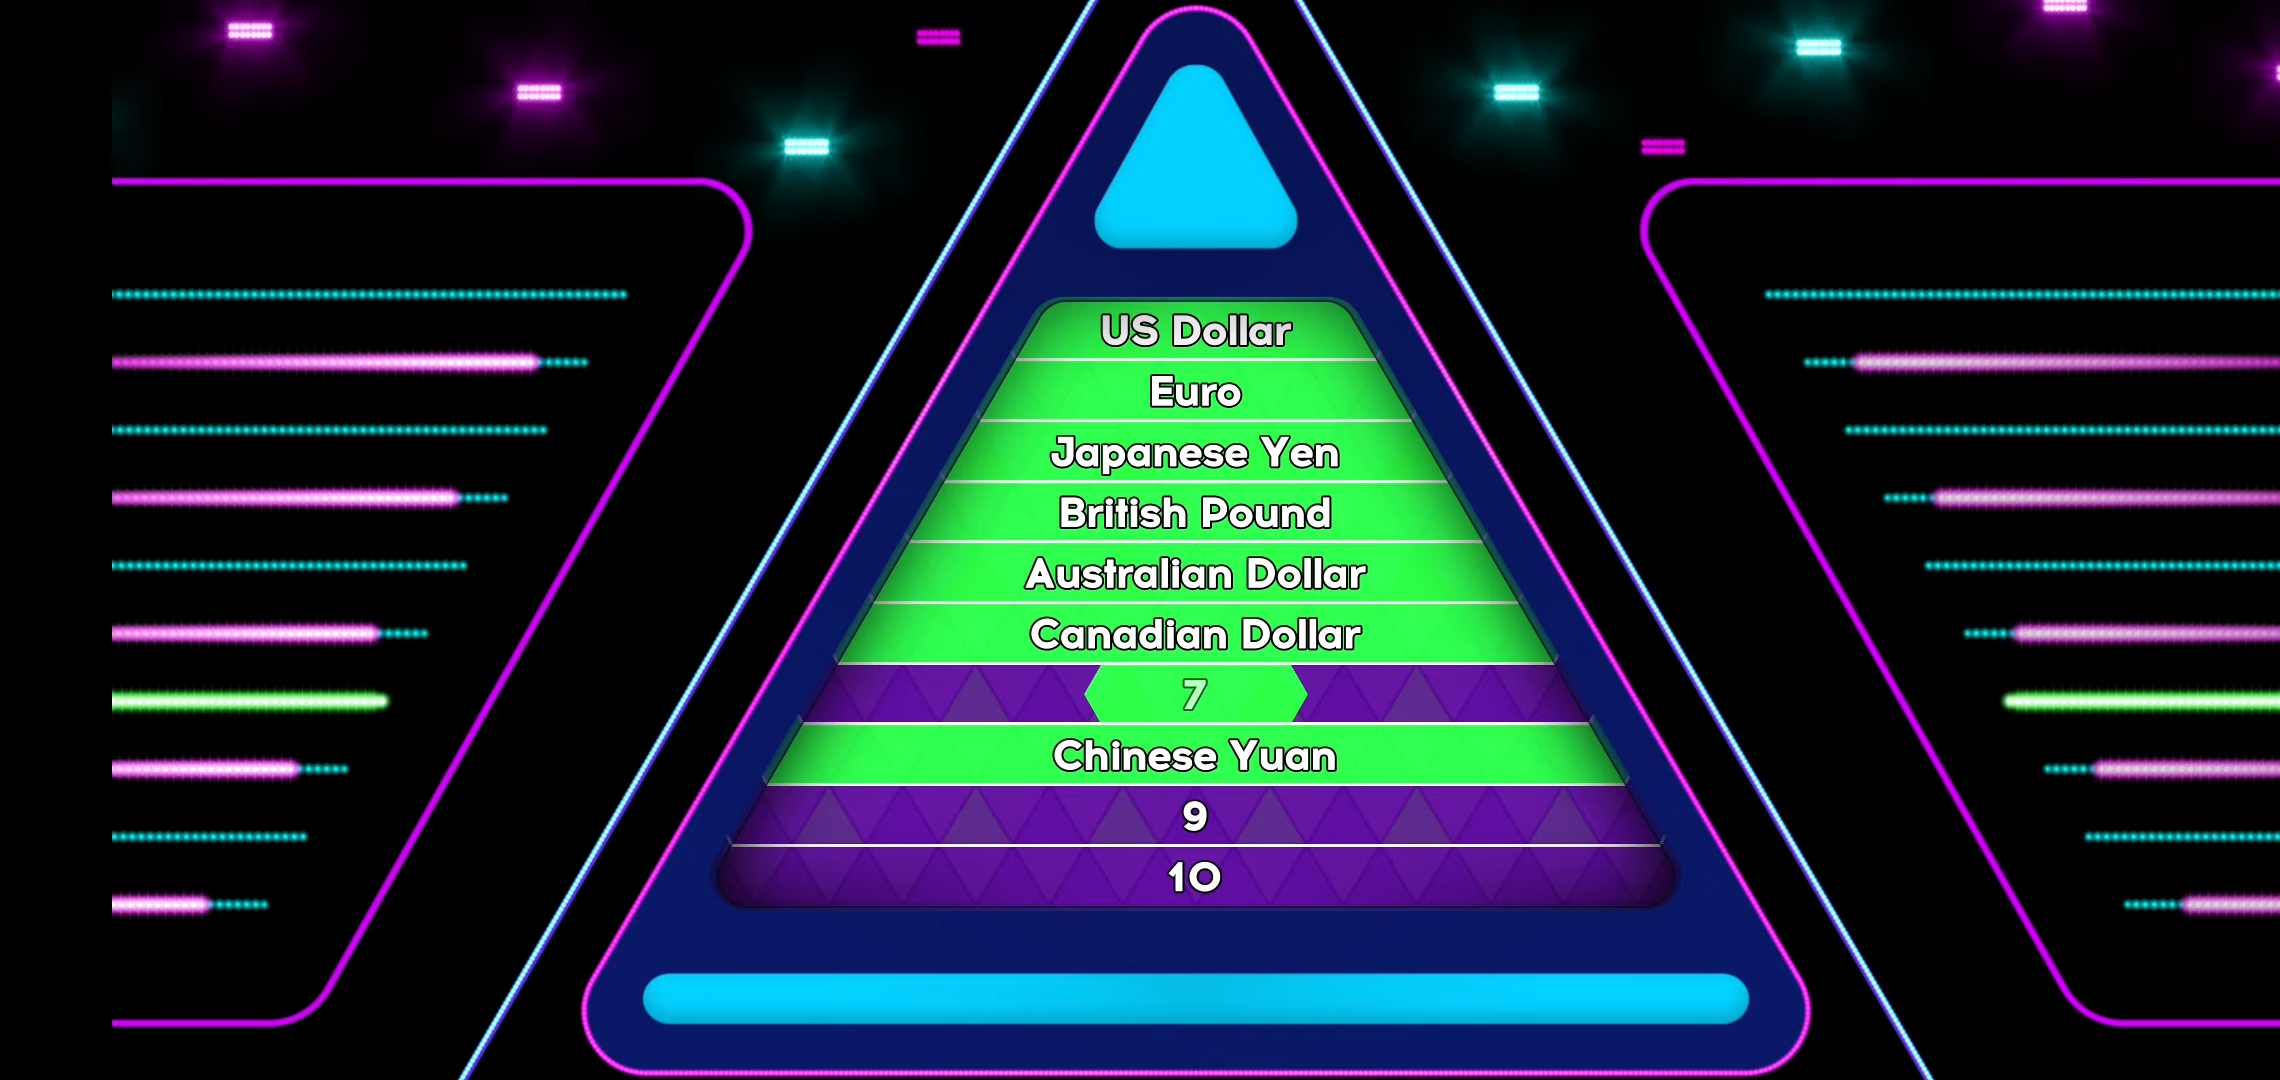 US Dollar
Euro
Japanese Yen
British Pound
Australian Dollar
Canadian Dollar
7
Chinese Yuan
9
10